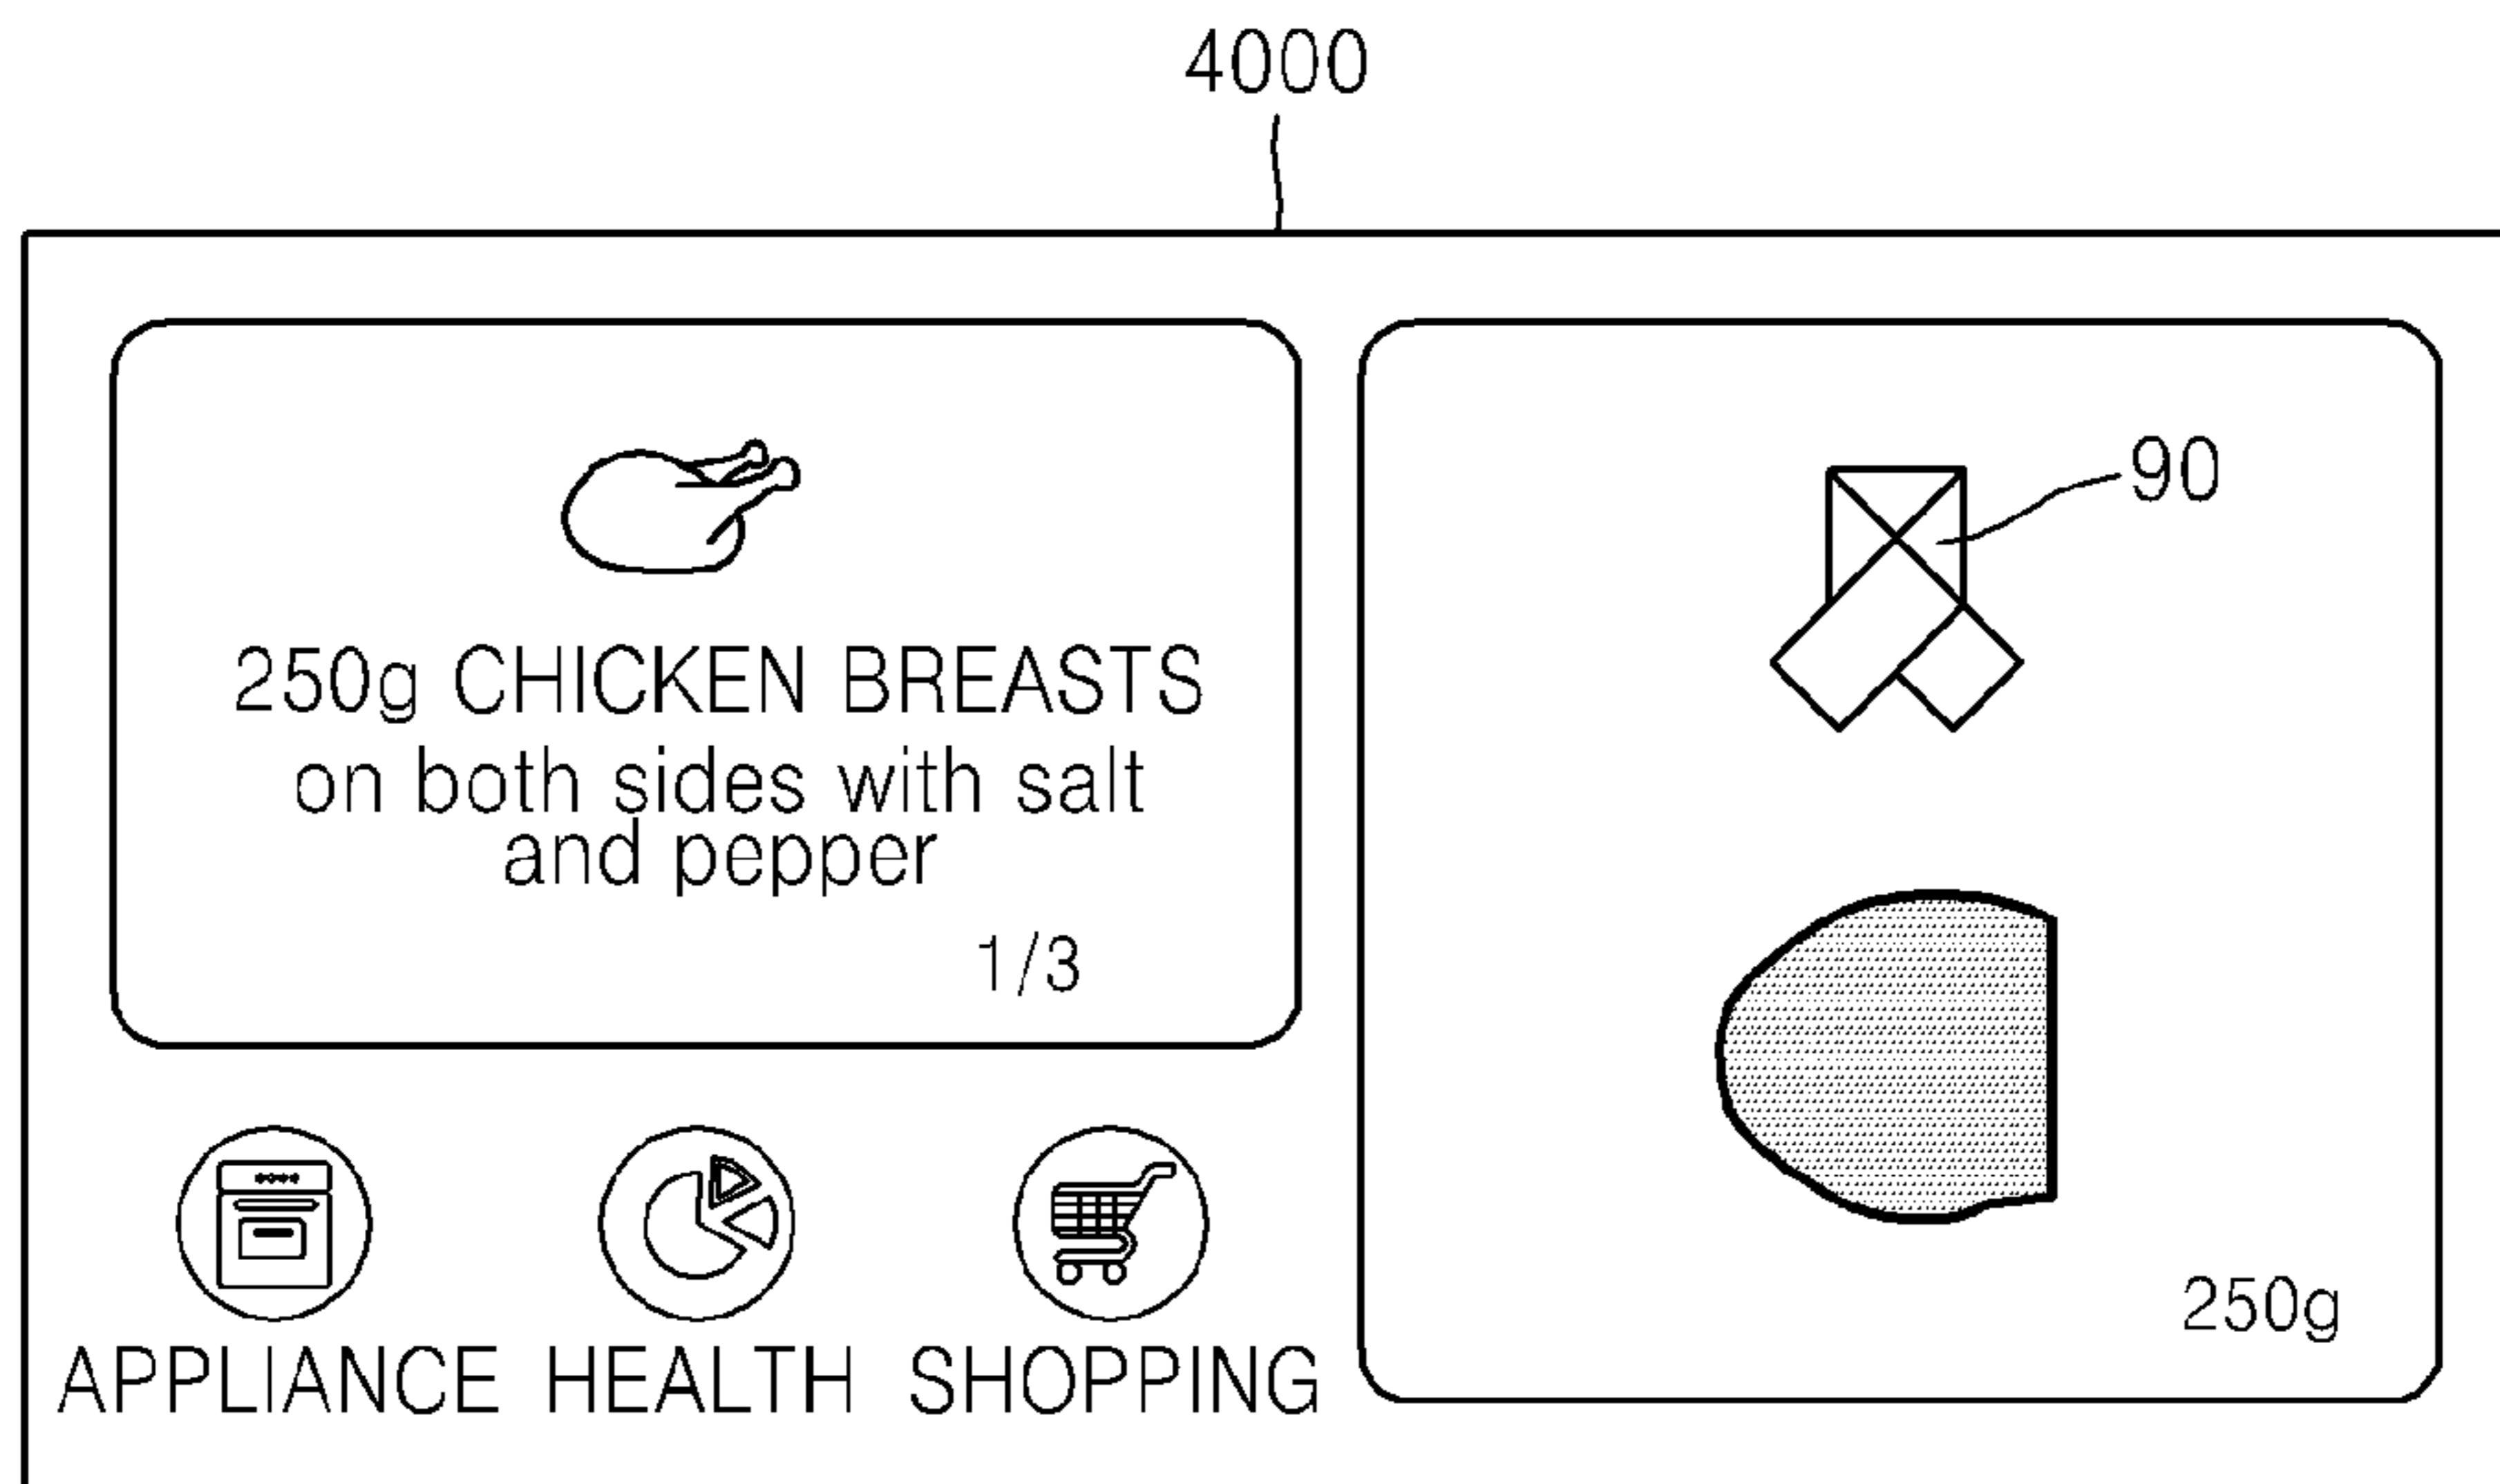 4000
250g CHICKEN BREASTS
on both sides with salt
and pepper
1/3
90
250g
APPLIANCE HEALTH SHOPPING